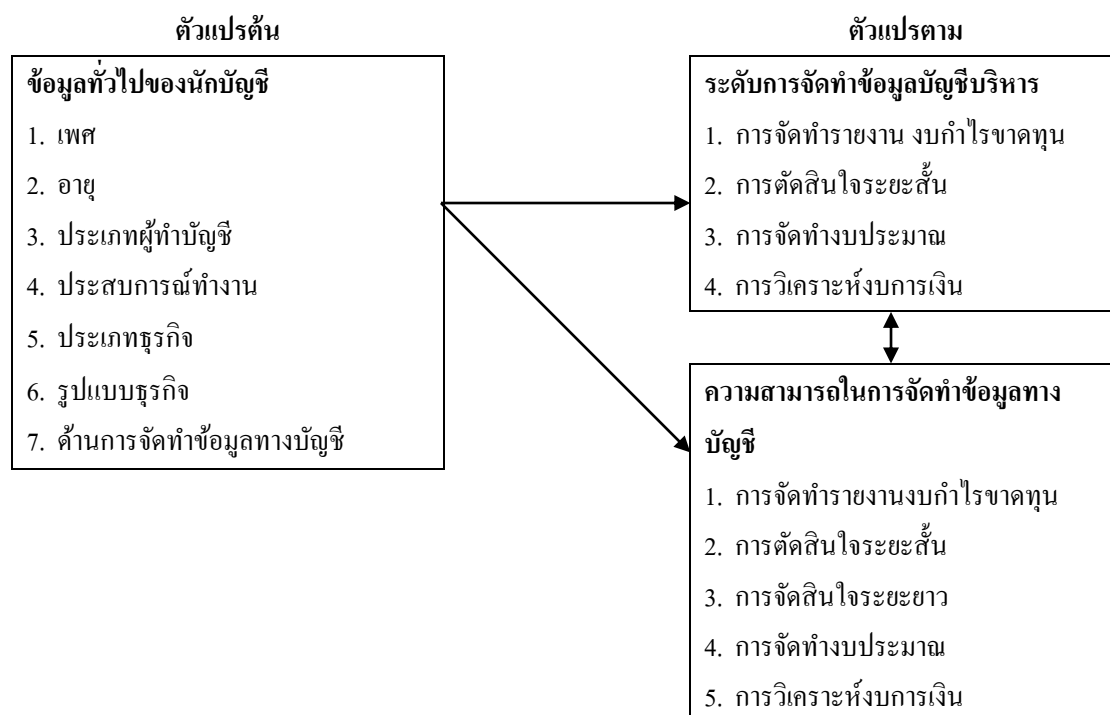 ตัวแปรต้น
ข้อมูลทั่วไปของนักบัญชี
1. เพศ
2. อายุ
3. ประเภทผู้ทำบัญชี
4. ประสบการณ์ทำงาน
5. ประเภทธุรกิจ
6. รูปแบบธุรกิจ
7. ด้านการจัดทำข้อมูลทางบัญชี
ตัวแปรตาม
ระดับการจัดทำข้อมูลบัญชีบริหาร
1. การจัดทำรายงาน งบกำไรขาดทุน
2. การตัดสินใจระยะสั้น
3. การจัดทำงบประมาณ
4. การวิเคราะห์งบการเงิน
ความสามารถในการจัดทำข้อมูลทาง
บัญชี
1. การจัดทำรายงานงบกำไรขาดทุน
2. การตัดสินใจระยะสั้น
3. การจัดสินใจระยะยาว
4. การจัดทำงบประมาณ
5. การวิเคราะห์งบการเงิน